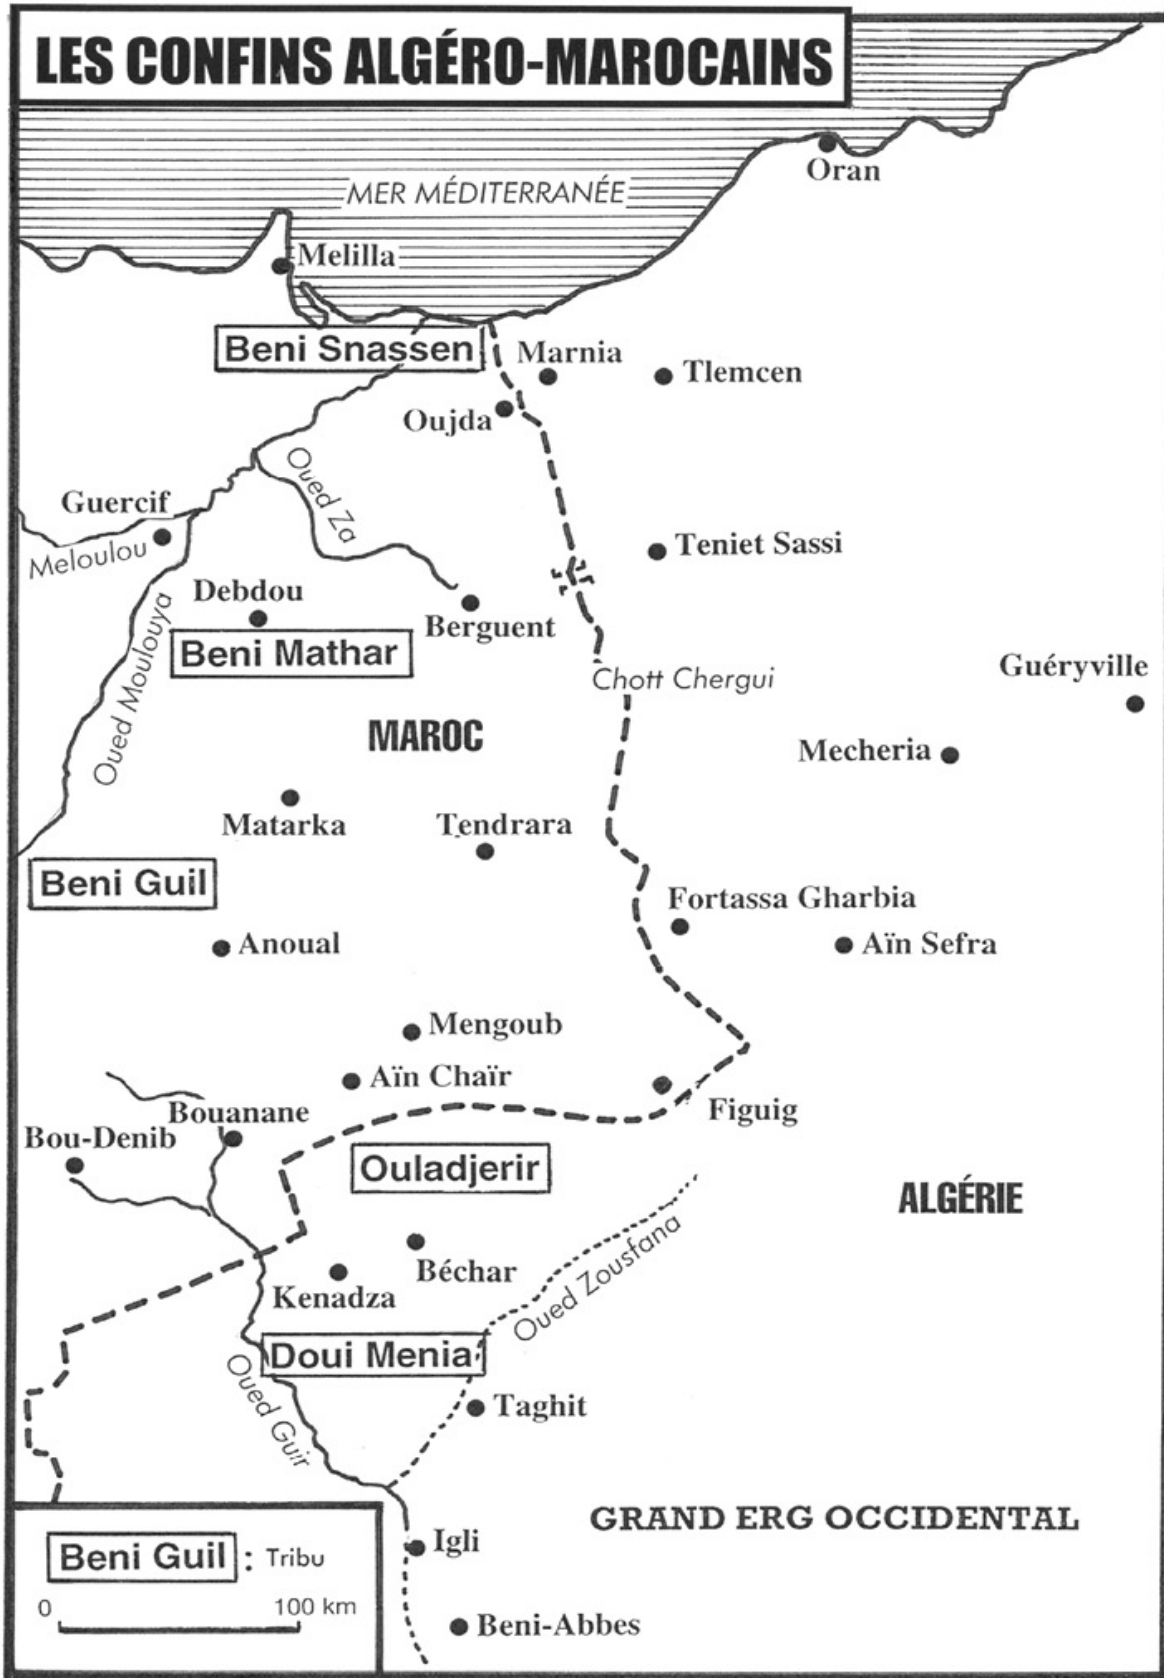 LES CONFINS ALGÉRO-MAROCAINS
Oran
MER MÉDITERRANÉE
Melilla
Beni Snassen
Marnia
Tlemcen
Oujda
Oued Za
Guercif
Meloulou
Teniet Sassi
Debdou
Berguent
Beni Mathar
Oued Moulouya
Chott Chergui
Guéryville
MAROC
Mecheria
Matarka
Tendrara
Beni Guil
Fortassa Gharbia
Anoual
Aïn Sefra
Mengoub
Aïn Chaïr
Bouanane
Figuig
Bou-Denib
Ouladjerir
ALGÉRIE
Béchar
Oued Zousfana
Kenadza
Doui Menia
Oued Guir
Taghit
GRAND ERG OCCIDENTAL
Igli
Beni Guil : Tribu
0 100 km
Beni-Abbes